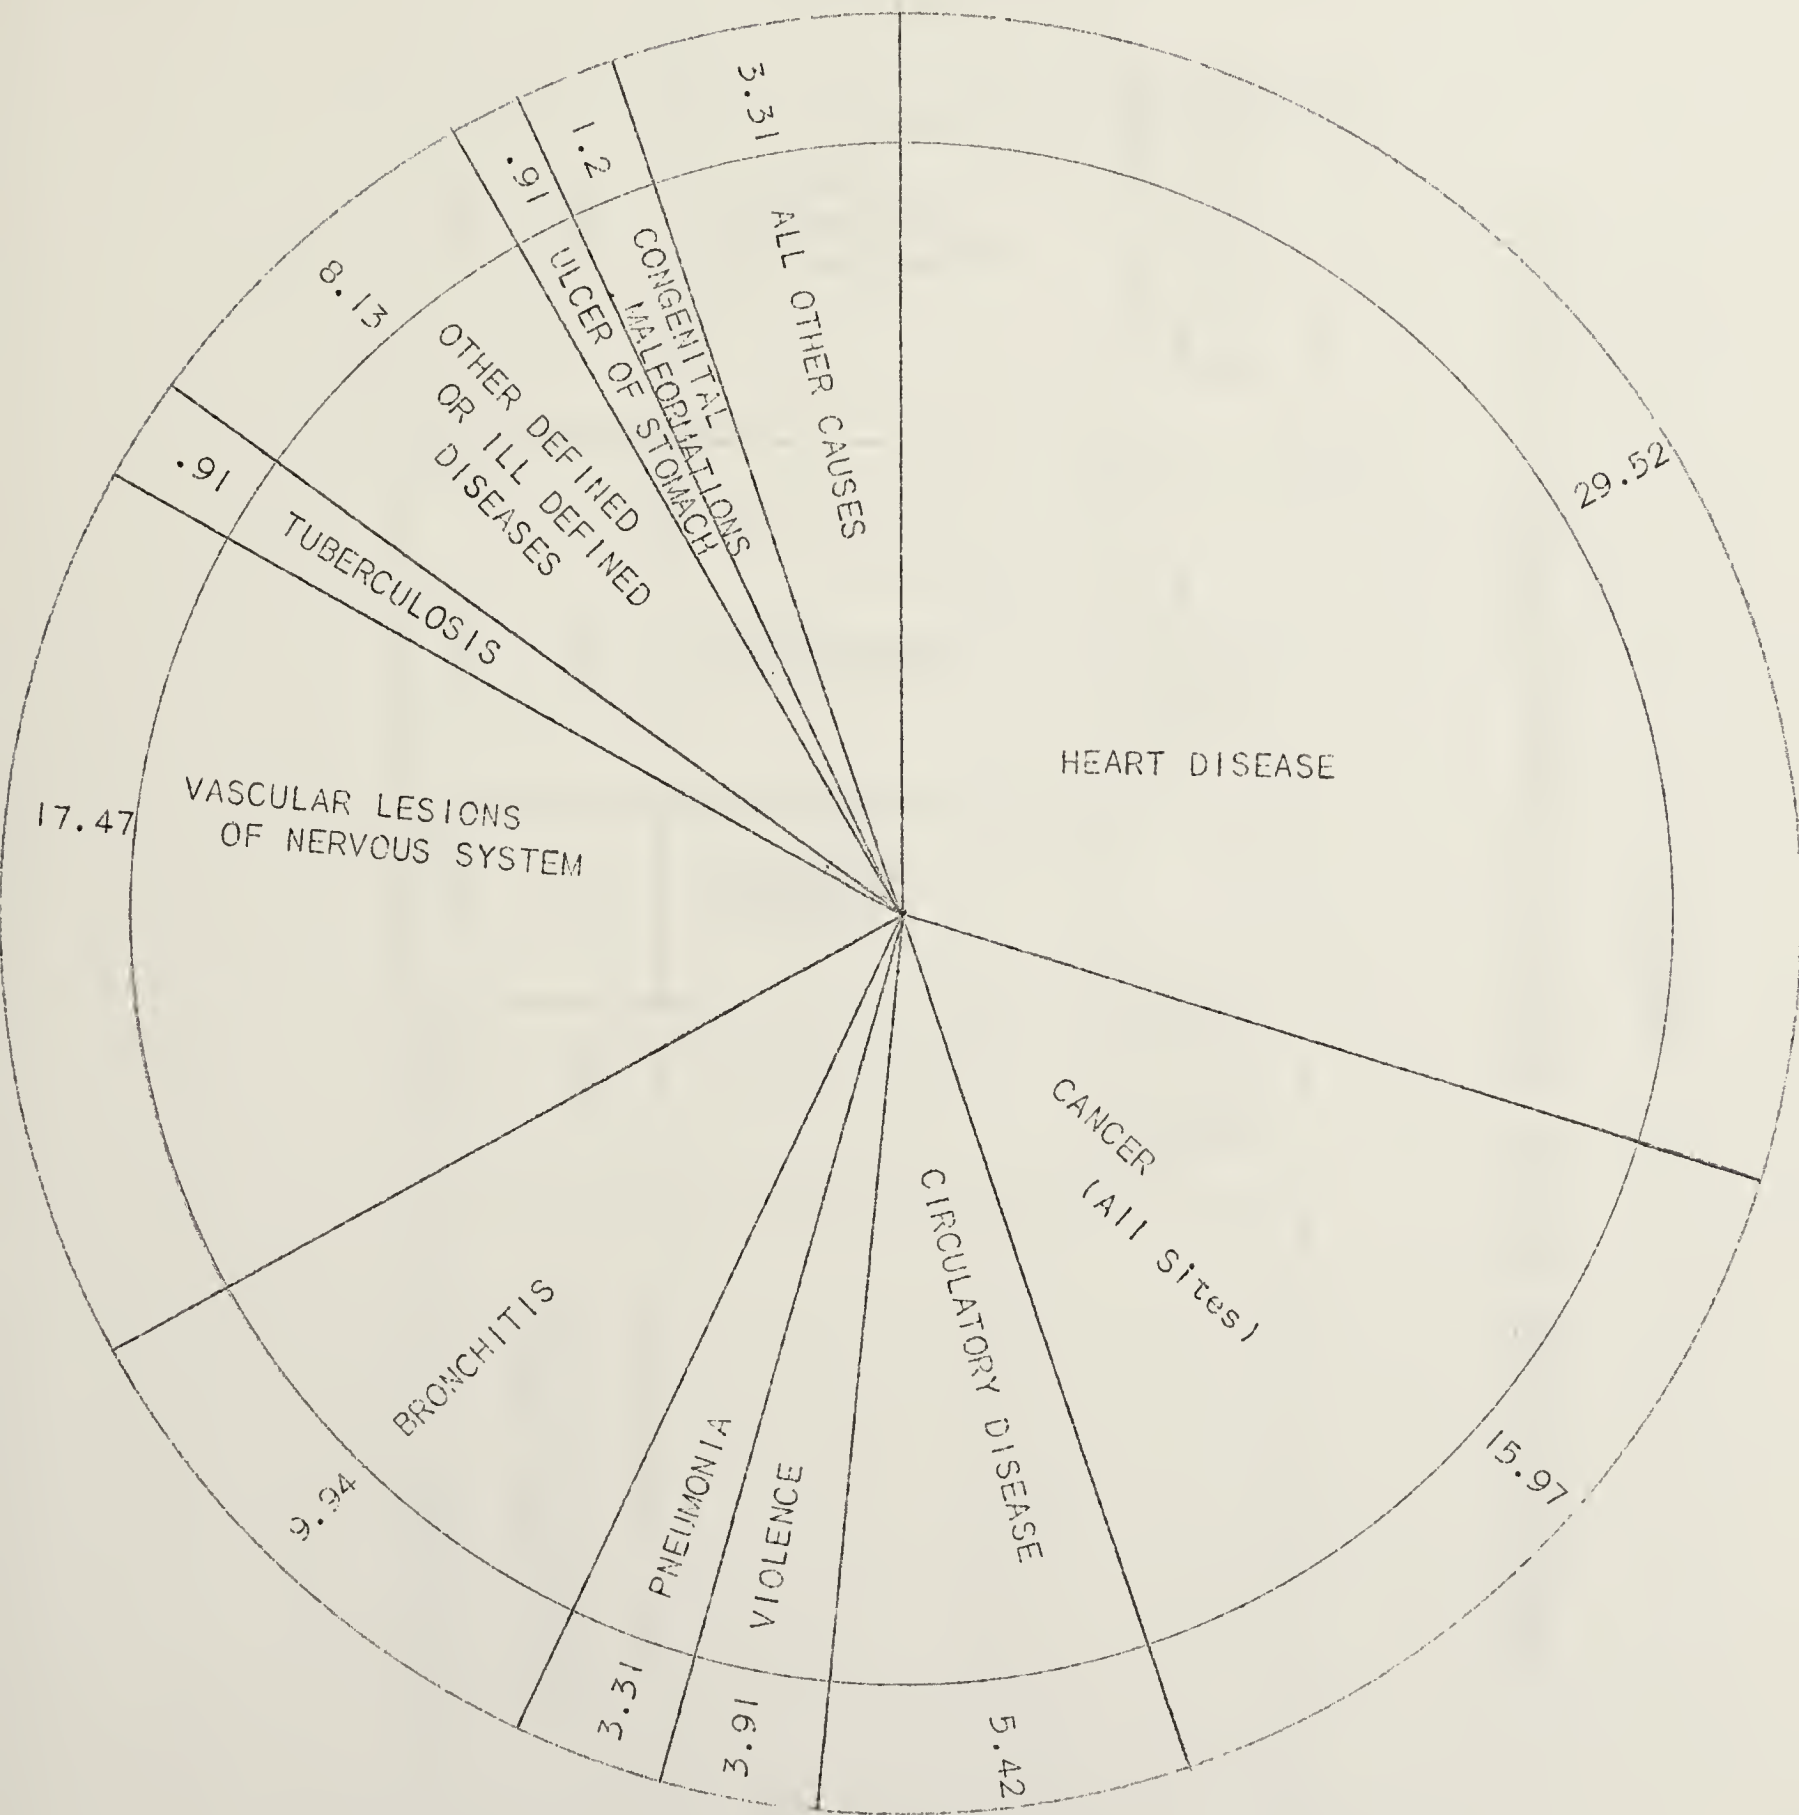 HEART DISEASE
29.52
CANCER
(All Sites)
15.97
CIRCULATORY DISEASE
5.42
VIOLENCE
3.91
PNEUMONIA
3.31
BRONCHITIS
9.94
VASCULAR LESIONS
OF NERVOUS SYSTEM
17.47
TUBERCULOSIS
.91
OTHER DEFINED
OR ILL DEFINED
DISEASES
8.13
ULCER OF STOMACH
.91
CONGENITAL
MALFORMATIONS
1.2
ALL OTHER CAUSES
3.31